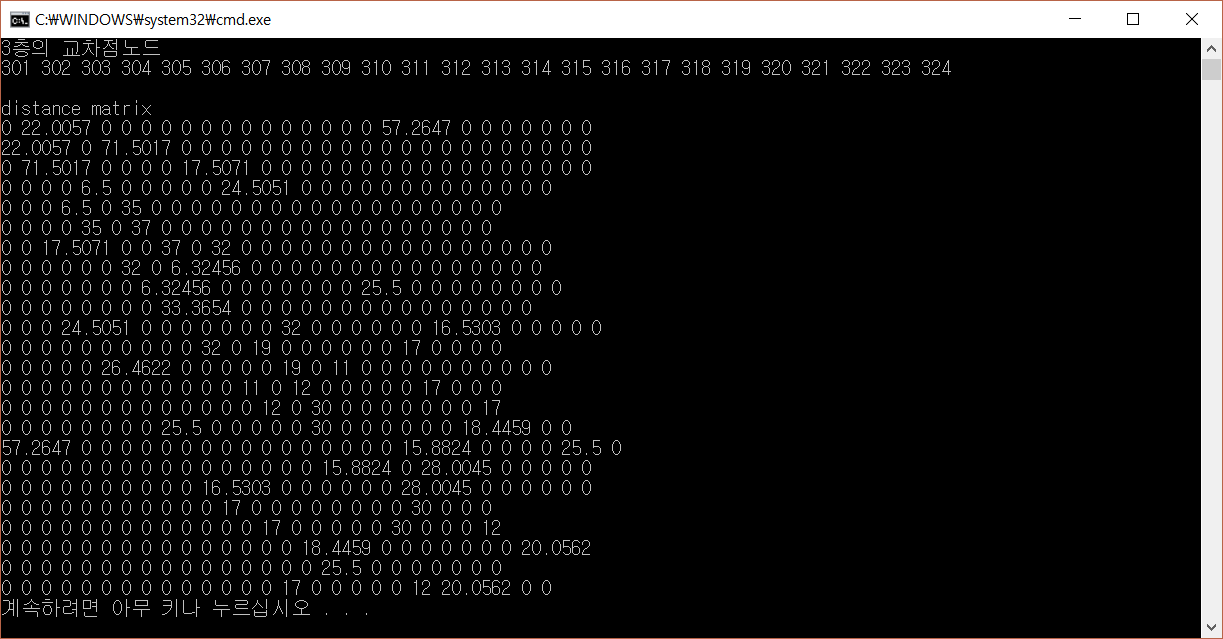 C:₩WINDOWS₩system32₩cmd.exe
3층의 교차점노드
301 302 303 304 305 306 307 308 309 310 311 312 313 314 315 316 317 318 319 320 321 322 323 324
distance matrix
0 22.0057 0 0 0 0 0 0 0 0 0 0 0 0 0 0 57.2647 0 0 0 0 0 0 0
22.0057 0 71.5017 0 0 0 0 0 0 0 0 0 0 0 0 0 0 0 0 0 0 0 0 0
0 71.5017 0 0 0 0 17.5071 0 0 0 0 0 0 0 0 0 0 0 0 0 0 0 0 0
0 0 0 0 6.5 0 0 0 0 0 24.5051 0 0 0 0 0 0 0 0 0 0 0 0 0
0 0 0 6.5 0 35 0 0 0 0 0 0 0 0 0 0 0 0 0 0 0 0 0 0
0 0 0 0 35 0 37 0 0 0 0 0 0 0 0 0 0 0 0 0 0 0 0 0
0 0 17.5071 0 0 37 0 32 0 0 0 0 0 0 0 0 0 0 0 0 0 0 0 0
0 0 0 0 0 0 32 0 6.32456 0 0 0 0 0 0 0 0 0 0 0 0 0 0 0
0 0 0 0 0 0 0 6.32456 0 0 0 0 0 0 0 25.5 0 0 0 0 0 0 0 0
0 0 0 0 0 0 0 0 33.3654 0 0 0 0 0 0 0 0 0 0 0 0 0 0 0
0 0 0 24.5051 0 0 0 0 0 0 0 32 0 0 0 0 0 0 16.5303 0 0 0 0 0
0 0 0 0 0 0 0 0 0 0 32 0 19 0 0 0 0 0 0 17 0 0 0 0
0 0 0 0 0 26.4622 0 0 0 0 0 19 0 11 0 0 0 0 0 0 0 0 0 0
0 0 0 0 0 0 0 0 0 0 0 0 11 0 12 0 0 0 0 0 17 0 0 0
0 0 0 0 0 0 0 0 0 0 0 0 0 12 0 30 0 0 0 0 0 0 0 17
0 0 0 0 0 0 0 0 25.5 0 0 0 0 0 30 0 0 0 0 0 0 18.4459 0 0
57.2647 0 0 0 0 0 0 0 0 0 0 0 0 0 0 0 0 15.8824 0 0 0 0 25.5 0
0 0 0 0 0 0 0 0 0 0 0 0 0 0 0 0 15.8824 0 28.0045 0 0 0 0 0
0 0 0 0 0 0 0 0 0 0 16.5303 0 0 0 0 0 0 28.0045 0 0 0 0 0 0
0 0 0 0 0 0 0 0 0 0 0 17 0 0 0 0 0 0 0 0 30 0 0 0
0 0 0 0 0 0 0 0 0 0 0 0 0 17 0 0 0 0 0 30 0 0 0 12
0 0 0 0 0 0 0 0 0 0 0 0 0 0 0 18.4459 0 0 0 0 0 0 0 20.0562
0 0 0 0 0 0 0 0 0 0 0 0 0 0 0 0 25.5 0 0 0 0 0 0 0
0 0 0 0 0 0 0 0 0 0 0 0 0 0 17 0 0 0 0 0 12 20.0562 0 0
계속하려면 아무 키나 누르십시오 . . .